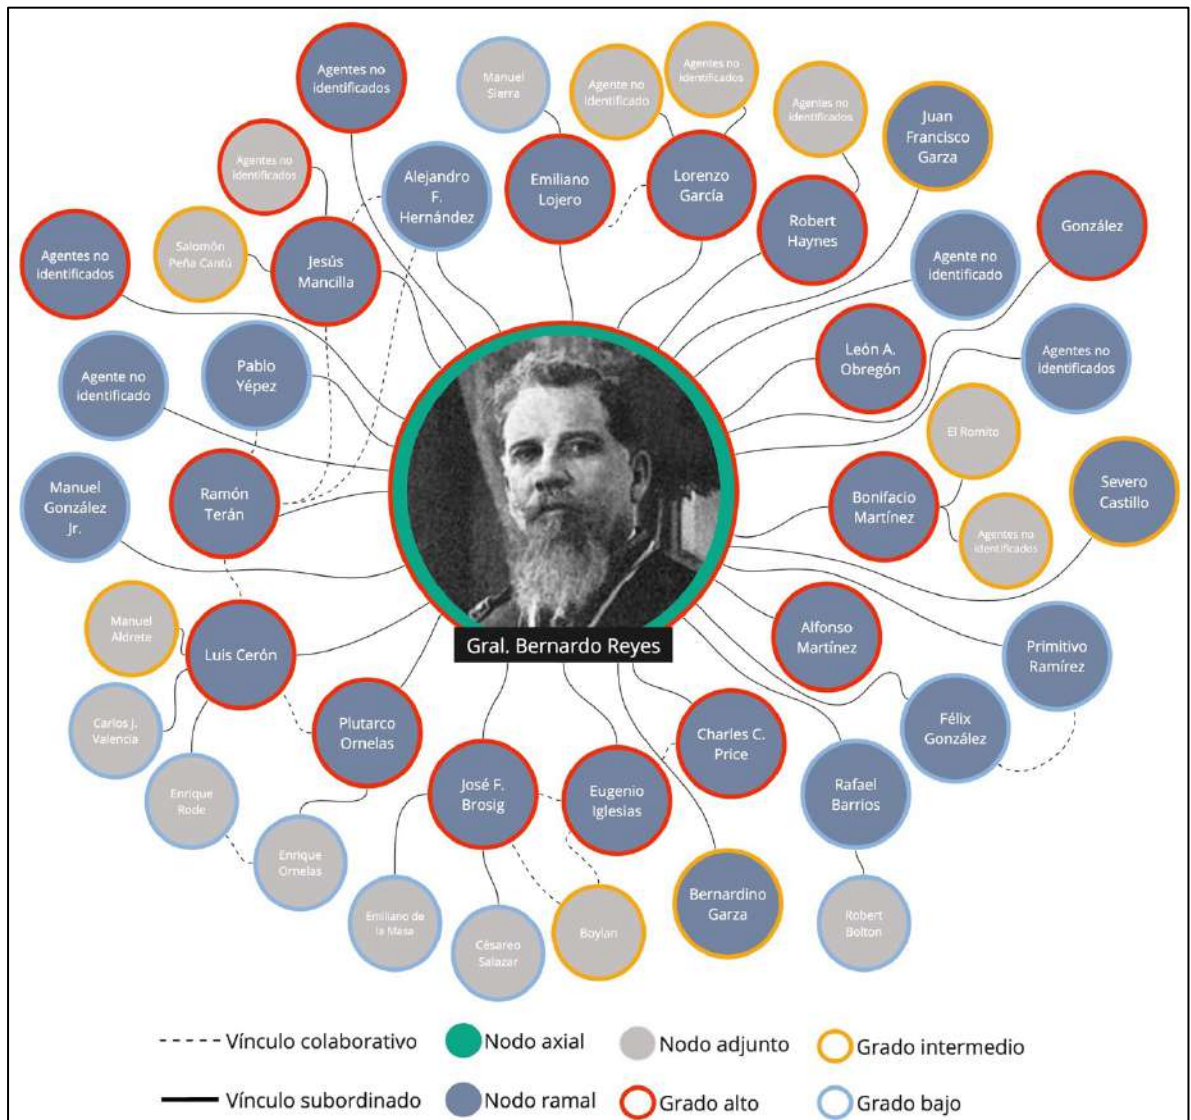 Agentes no
identificados
Manuel
Sierra
Agente no
identificado
Agentes no
identificados
Agentes no
identificados
Juan
Francisco
Garza
Agentes no
identificados
Alejandro
F.
Hernández
Emiliano
Lojero
Lorenzo
García
Robert
Haynes
González
Agentes no
identificados
Salomón
Peña Cantú
Jesús
Mancilla
Agente no
identificado
León A.
Obregón
Agentes no
identificados
Agente no
identificado
Pablo
Yépez
El Romito
Manuel
González
Jr.
Ramón
Terán
Bonifacio
Martínez
Severo
Castillo
Agentes no
identificados
Manuel
Aldrete
Luis Cerón
Gral. Bernardo Reyes
Alfonso
Martínez
Primitivo
Ramírez
Carlos J.
Valencia
Plutarco
Ornelas
Charles C.
Price
Félix
González
Enrique
Rode
José F.
Brosig
Eugenio
Iglesias
Rafael
Barrios
Enrique
Ornelas
Emiliano de
la Masa
Césareo
Salazar
Boylan
Bernardino
Garza
Robert
Bolton
Vínculo colaborativo
Nodo axial
Nodo adjunto
Grado intermedio
Vínculo subordinado
Nodo ramal
Grado alto
Grado bajo